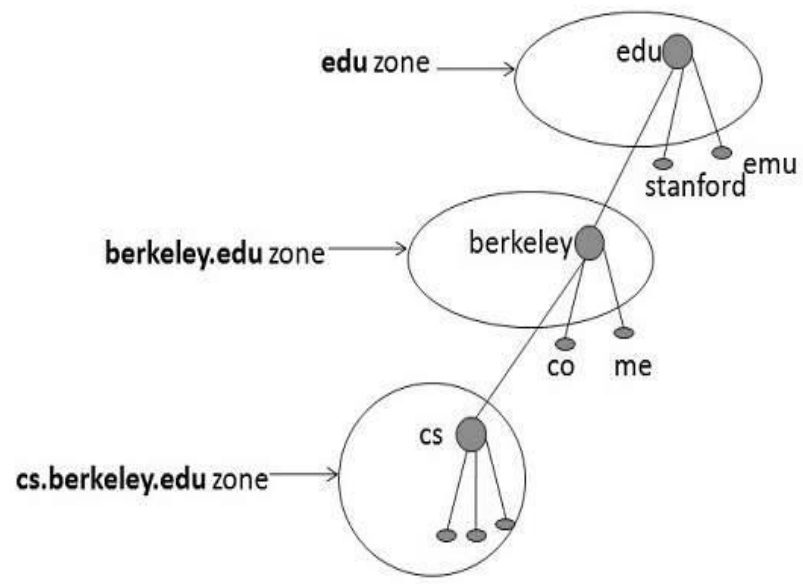 edu
edu zone
emu
stanford
berkeley
berkeley.edu zone
co me
cs
cs.berkeley.edu zone